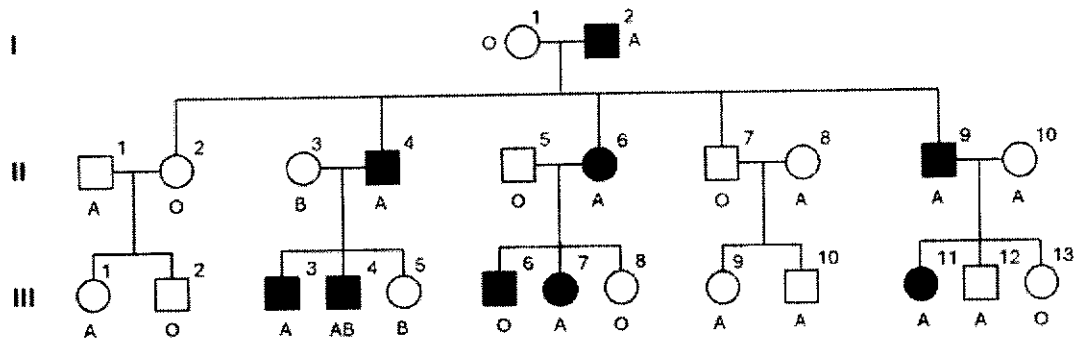 1 2
I O A
1 2 3 4 5 6 7 8 9 10
II
A O B A O A O A A A
1 2 3 4 5 6 7 8 9 10 11 12 13
III
A O A AB B O A O A A A A O